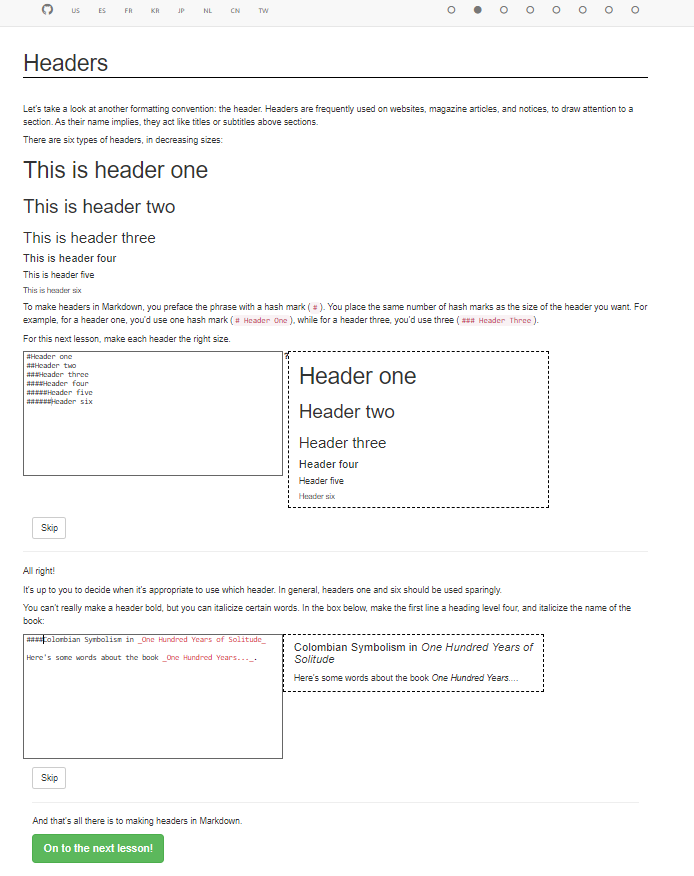 US ES FR KR JP NL CN TW
Headers
Let's take a look at another formatting convention: the header. Headers are frequently used on websites, magazine articles, and notices, to draw attention to a
section. As their name implies, they act like titles or subtitles above sections.
There are six types of headers, in decreasing sizes:
This is header one
This is header two
This is header three
This is header four
This is header five
This is header six
To make headers in Markdown, you preface the phrase with a hash mark ( # ). You place the same number of hash marks as the size of the header you want. For
example, for a header one, you'd use one hash mark ( # Header One ), while for a header three, you'd use three ( ### Header Three ).
For this next lesson, make each header the right size.
#Header one
##Header two
###Header three
####Header four
#####Header five
######Header six
?
Header one
Header two
Header three
Header four
Header five
Header six
Skip
All right!
It's up to you to decide when it's appropriate to use which header. In general, headers one and six should be used sparingly.
You can't really make a header bold, but you can italicize certain words. In the box below, make the first line a heading level four, and italicize the name of the
book:
####Colombian Symbolism in _One Hundred Years of Solitude_
Here's some words about the book _One Hundred Years..._.
Colombian Symbolism in One Hundred Years of
Solitude
Here's some words about the book One Hundred Years....
Skip
And that's all there is to making headers in Markdown.
On to the next lesson!